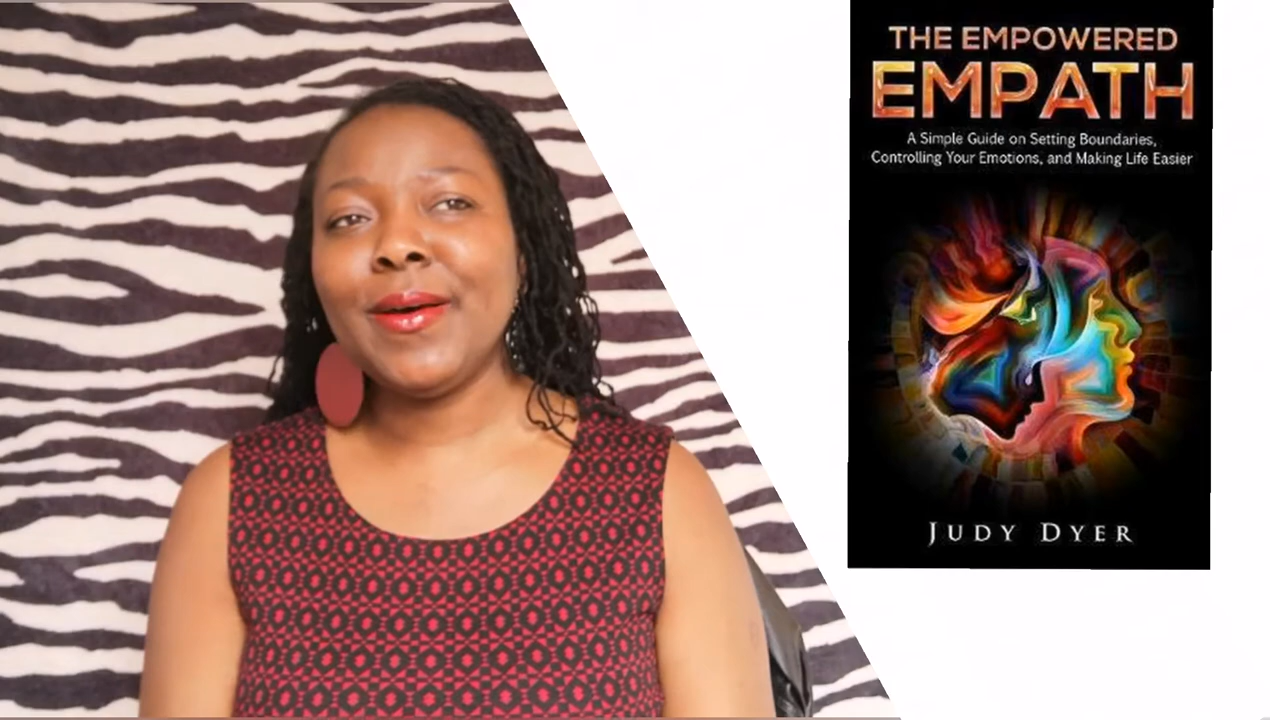 THE EMPOWERED
EMPATH
A Simple Guide on Setting Boundaries,
Controlling Your Emotions, and Making Life Easier
JUDY DYER